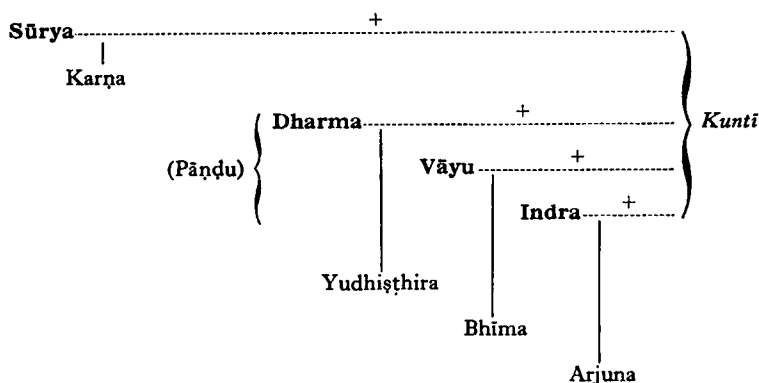 +
Sūrya
Karṇa
+
Dharma
Kuntī
+
(Pāṇḍu)
Vāyu
+
Indra
Yudhiṣṭhira
Bhīma
Arjuna